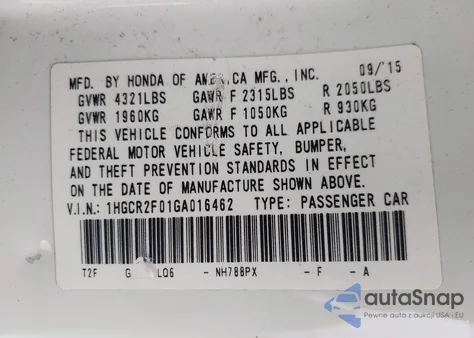 MFD. BY HONDA OF AMERICA MFG., INC. 09/15
GVWR 4321LBS GAWR F 2315LBS R 2050LBS
GVWR 1960KG GAWR F 1050KG R 930KG
THIS VEHICLE CONFORMS TO ALL APPLICABLE
FEDERAL MOTOR VEHICLE SAFETY, BUMPER,
AND THEFT PREVENTION STANDARDS IN EFFECT
ON THE DATE OF MANUFACTURE SHOWN ABOVE.
V.I.N.: 1HGCR2F01GA016462 TYPE: PASSENGER CAR
T2F G LQ6 - NH788PX - F - A
autoSnap
Pewne auta z aukcji USA - EU